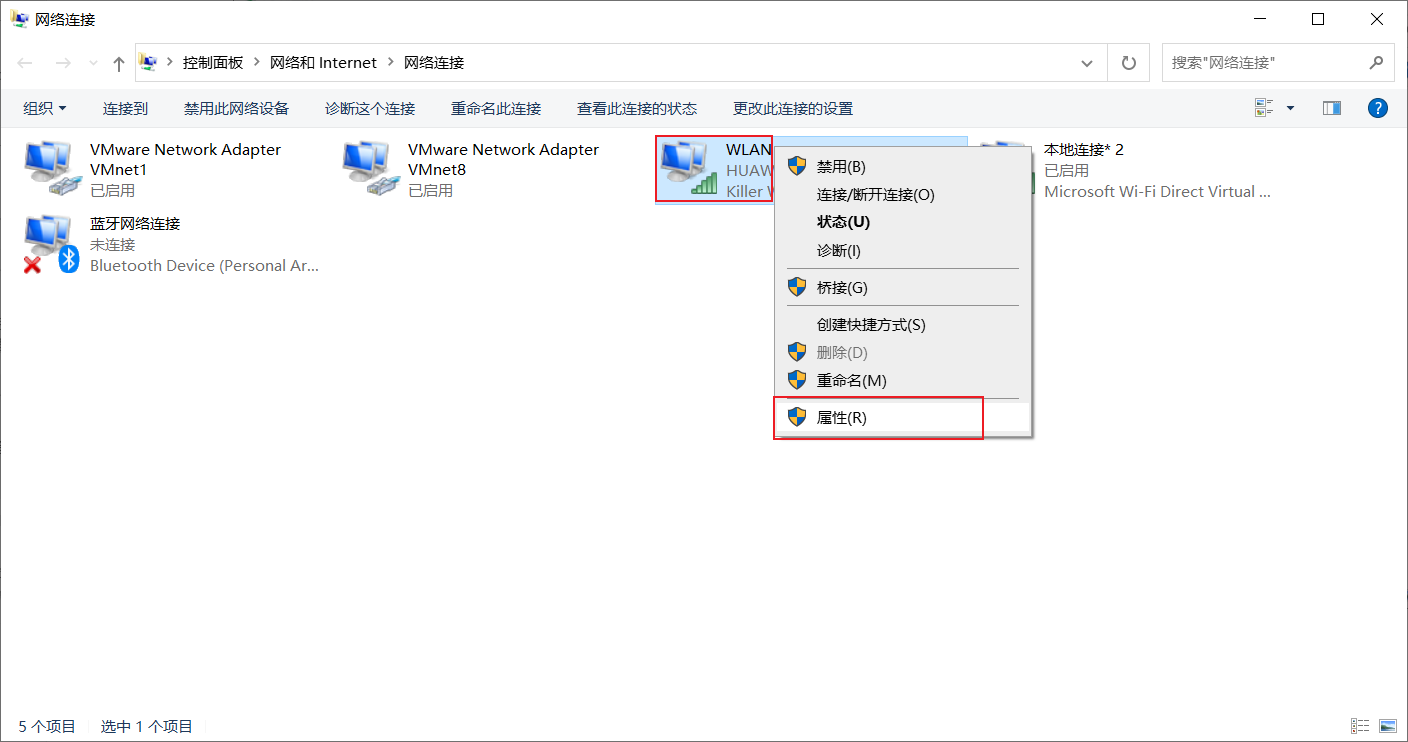 网络连接
控制面板 网络和 Internet 网络连接
搜索"网络连接"
组织 连接到 禁用此网络设备 诊断这个连接 重命名此连接 查看此连接的状态 更改此连接的设置
VMware Network Adapter
VMnet1
已启用
VMware Network Adapter
VMnet8
已启用
WLAN
HUAW
Killer
本地连接* 2
已启用
Microsoft Wi-Fi Direct Virtual ...
蓝牙网络连接
未连接
Bluetooth Device (Personal Ar...
禁用(B)
连接/断开连接(O)
状态(U)
诊断(I)
桥接(G)
创建快捷方式(S)
删除(D)
重命名(M)
属性(R)
5 个项目 选中 1 个项目